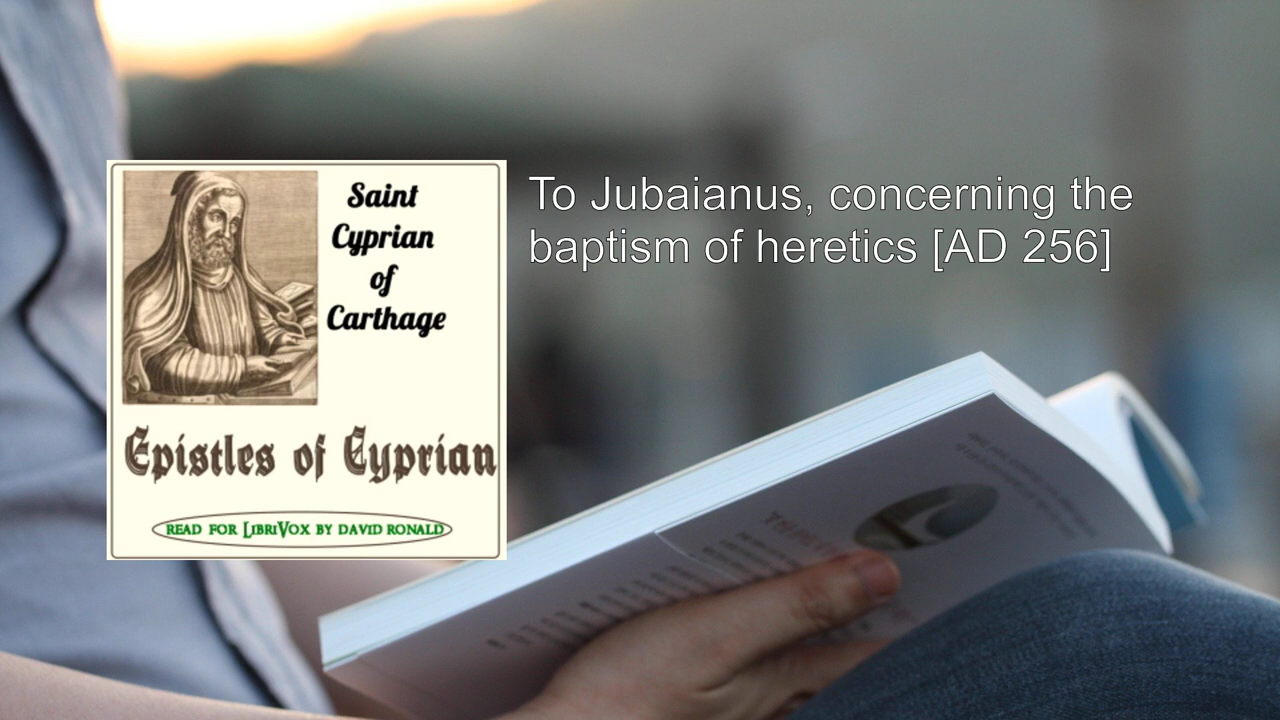 Saint
Cyprian
of
Carthage
Epistles of Cyprian
READ FOR LIBRIVOX BY DAVID RONALD
To Jubaianus, concerning the
baptism of heretics [AD 256]